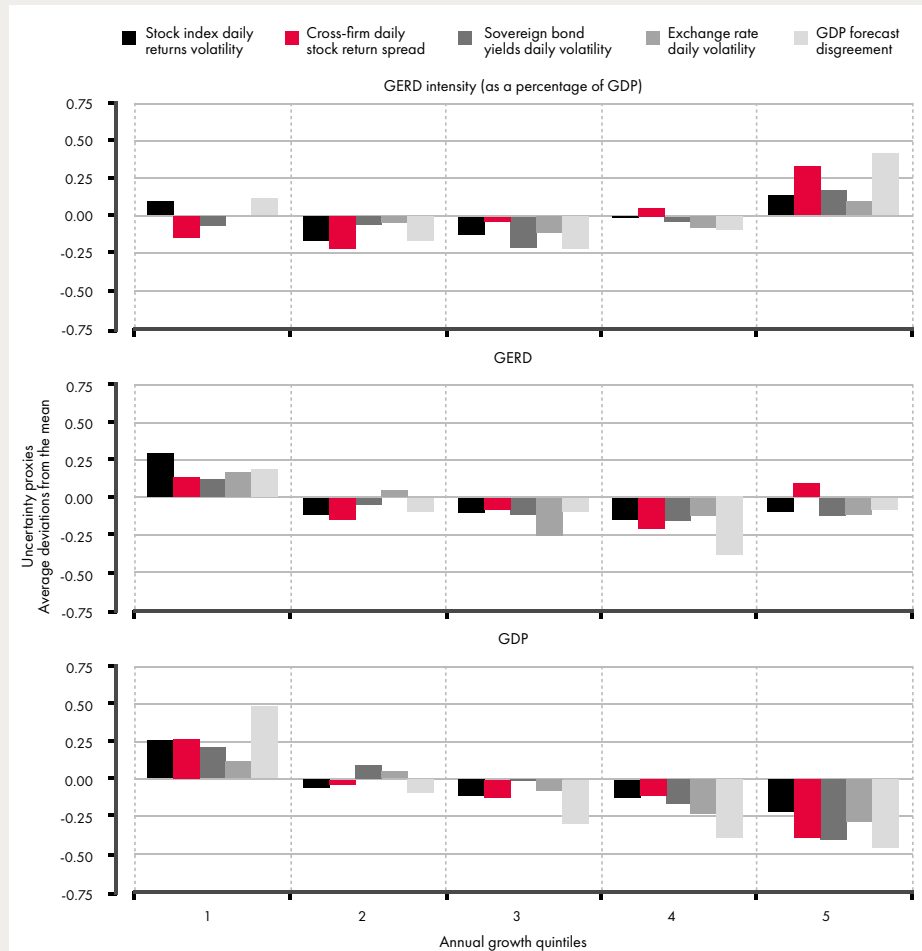 Stock index daily
returns volatility
Cross-firm daily
stock return spread
Sovereign bond
yields daily volatility
Exchange rate
daily volatility
GDP forecast
disgreement
GERD intensity (as a percentage of GDP)
0.75
0.50
0.25
0.00
-0.25
-0.50
-0.75
GERD
0.75
0.50
0.25
0.00
-0.25
-0.50
-0.75
Uncertainty proxies
Average deviations from the mean
GDP
0.75
0.50
0.25
0.00
-0.25
-0.50
-0.75
1 2 3 4 5
Annual growth quintiles